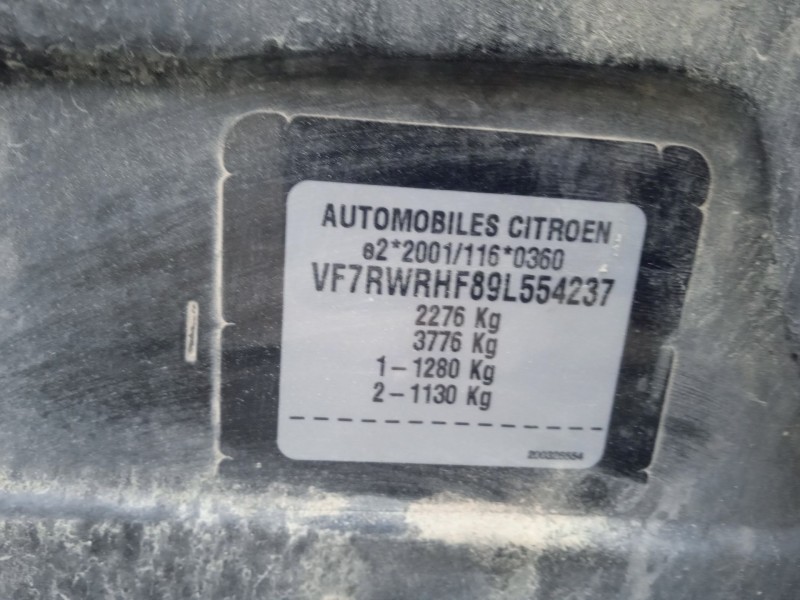 AUTOMOBILES CITROEN
e2*2001/116*0360
VF7RWRHF89L554237
2276 Kg
3776 Kg
1-1280 Kg
2-1130 Kg